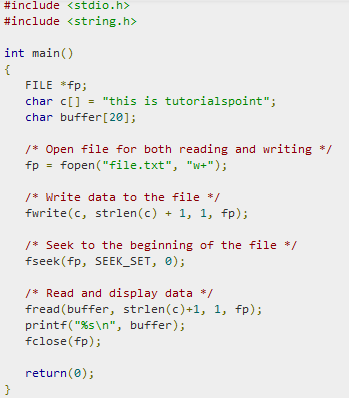 #include <stdio.h>
#include <string.h>

int main()
{
   FILE *fp;
   char c[] = "this is tutorialspoint";
   char buffer[20];

   /* Open file for both reading and writing */
   fp = fopen("file.txt", "w+");

   /* Write data to the file */
   fwrite(c, strlen(c) + 1, 1, fp);

   /* Seek to the beginning of the file */
   fseek(fp, SEEK_SET, 0);

   /* Read and display data */
   fread(buffer, strlen(c)+1, 1, fp);
   printf("%s\n", buffer);
   fclose(fp);

   return(0);
}